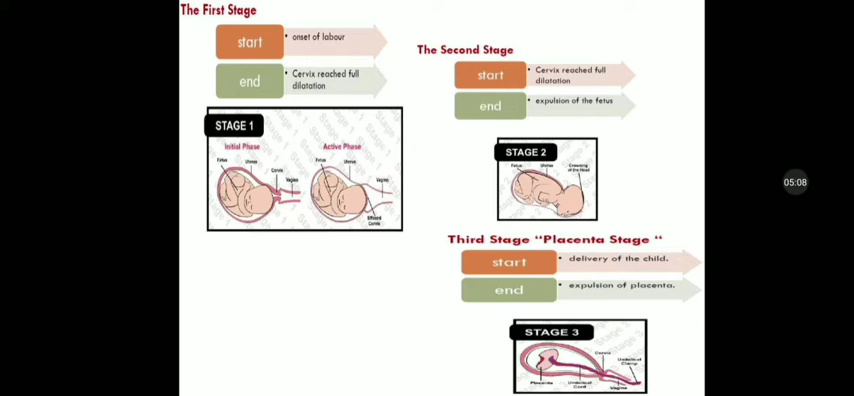 The First Stage
start
• onset of labour
end
• Cervix reached full
dilatation
STAGE 1
Initial Phase
Active Phase
Fetus
Uterus
Cervix
Vagina
Fetus
Uterus
Vagina
Effaced
Cervix
The Second Stage
start
• Cervix reached full
dilatation
end
• expulsion of the fetus
STAGE 2
Fetus
Uterus
Crowning
of the Head
Third Stage "Placenta Stage "
start
• delivery of the child.
end
• expulsion of placenta.
STAGE 3
Cervix
Umbilical
Clamp
Placenta
Umbilical
Cord
Vagina
05:08